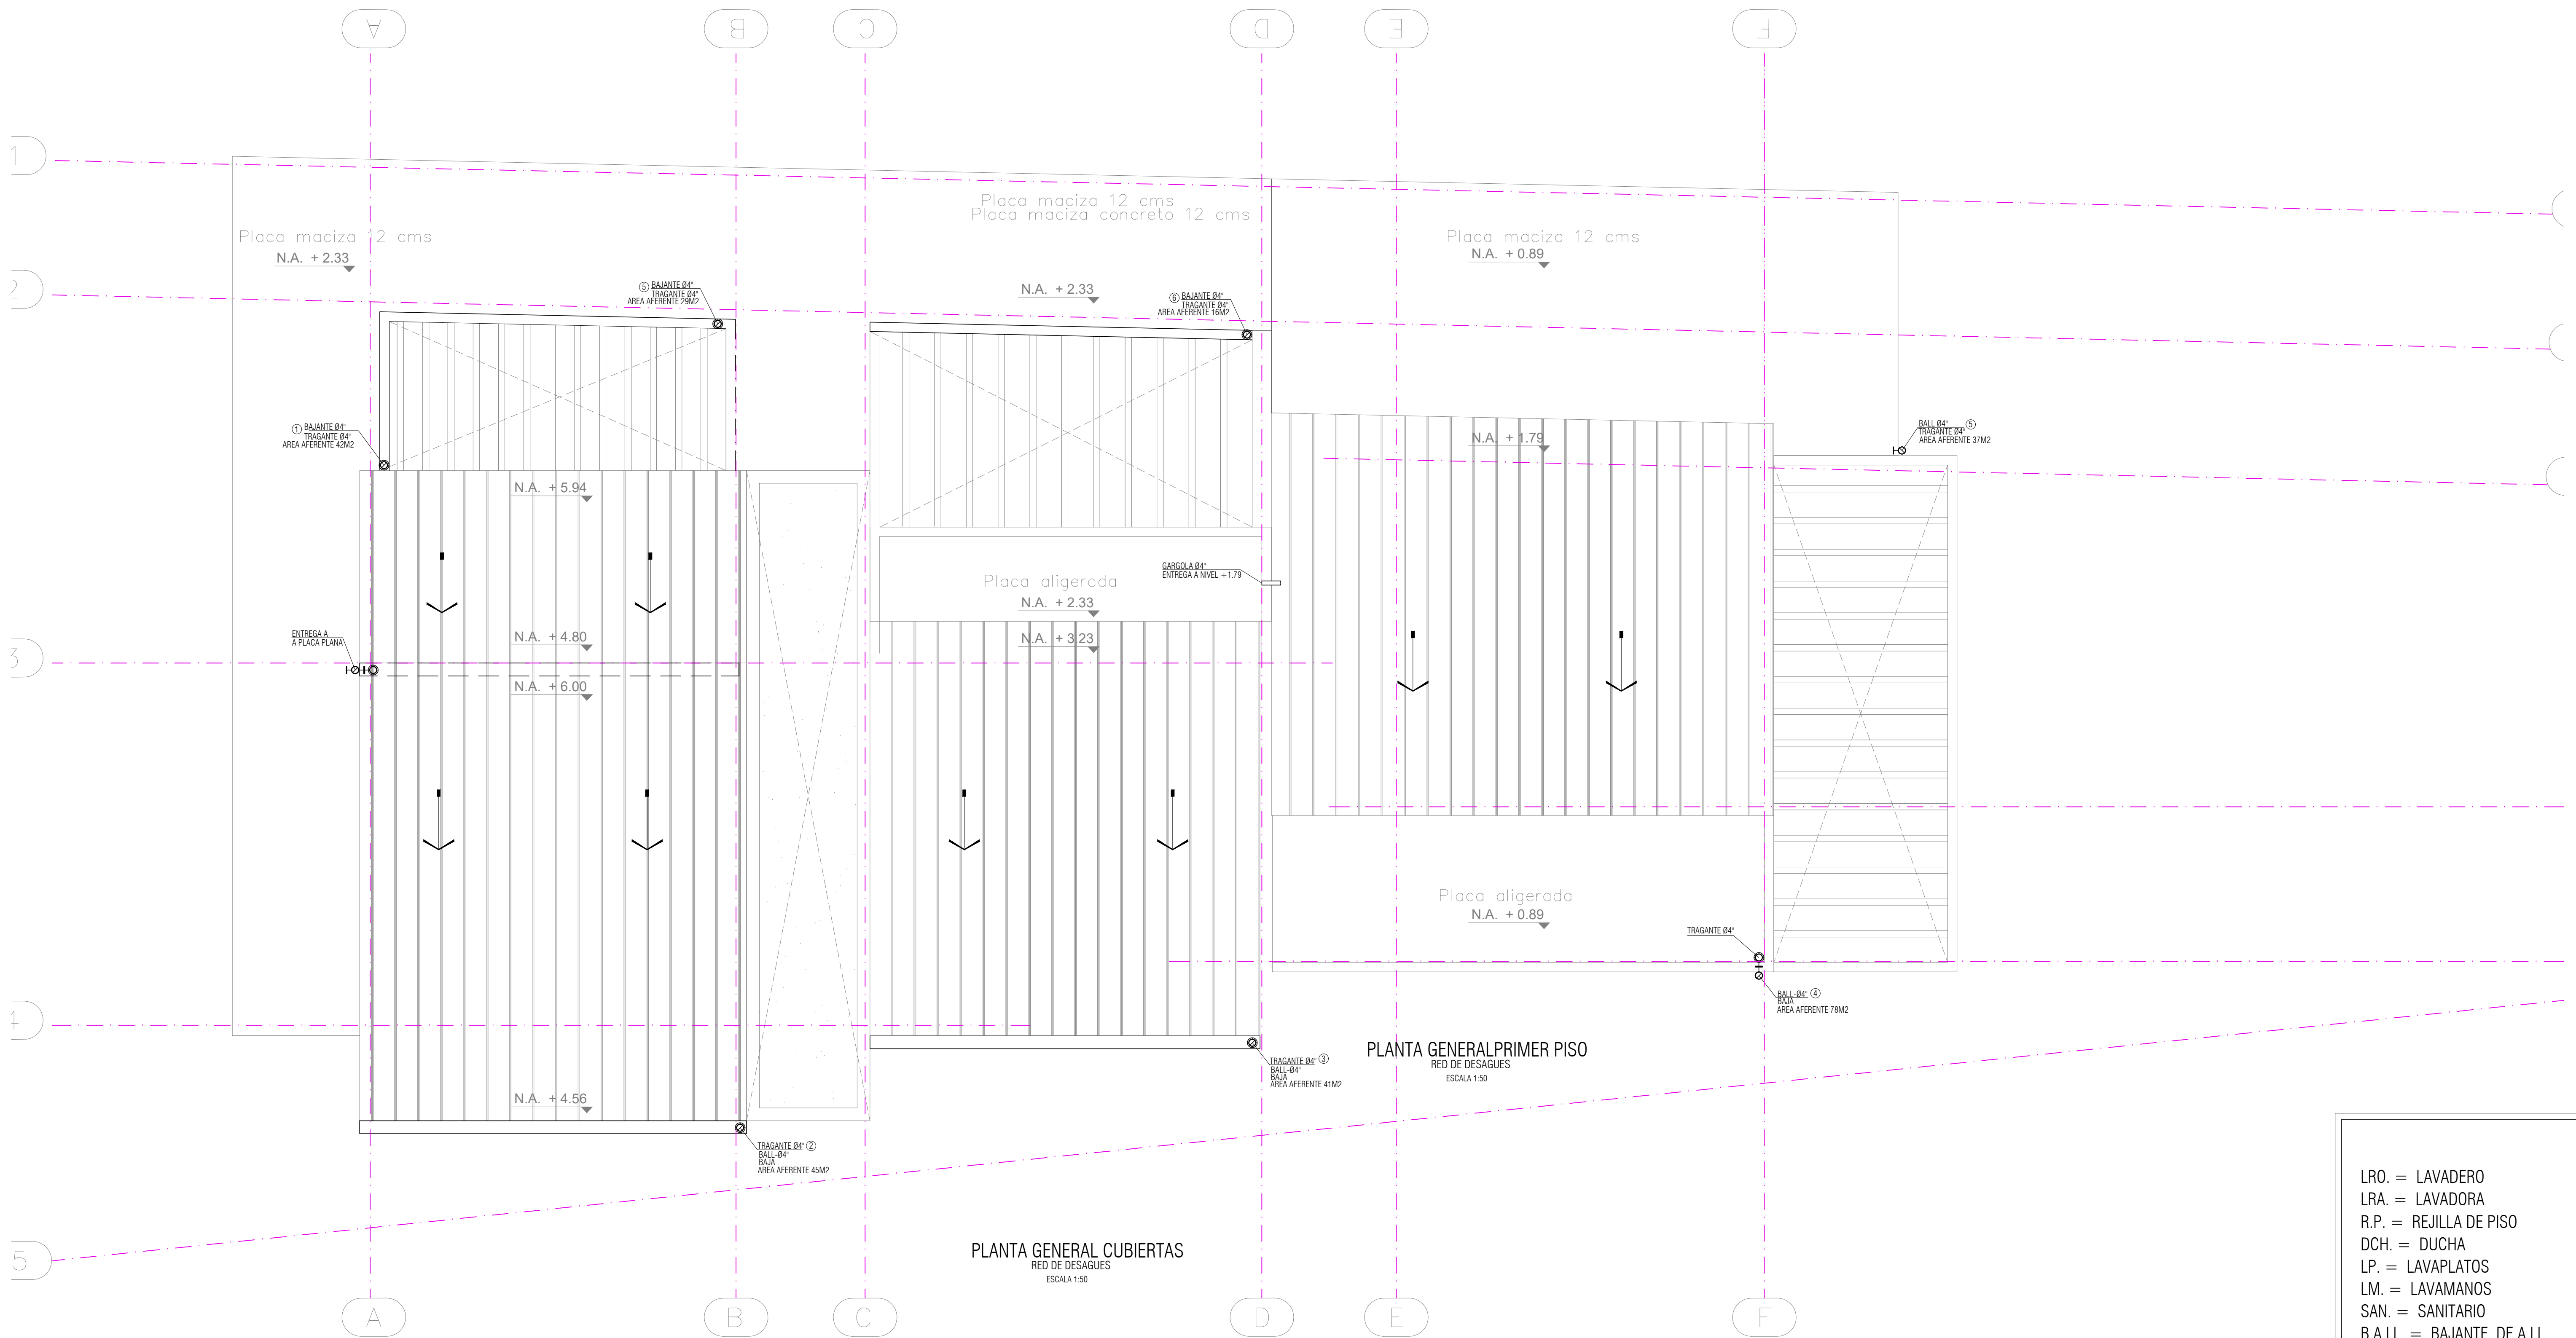 A
B
C
D
E
F
1
Placa maciza 12 cms
Placa maciza concreto 12 cms
Placa maciza 12 cms
N.A. + 2.33
Placa maciza 12 cms
N.A. + 0.89
2
N.A. + 2.33
5 BAJANTE Ø4"
TRAGANTE Ø4"
AREA AFERENTE 29M2
6 BAJANTE Ø4"
TRAGANTE Ø4"
AREA AFERENTE 16M2
1 BAJANTE Ø4"
TRAGANTE Ø4"
AREA AFERENTE 42M2
N.A. + 1.79
BALL Ø4" 5
TRAGANTE Ø4"
AREA AFERENTE 37M2
N.A. + 5.94
GARGOLA Ø4"
ENTREGA A NIVEL +1.79
Placa aligerada
N.A. + 2.33
N.A. + 3.23
ENTREGA A
A PLACA PLANA
N.A. + 4.80
3
N.A. + 6.00
Placa aligerada
N.A. + 0.89
TRAGANTE Ø4"
BALL-Ø4" 4
BAJA
AREA AFERENTE 78M2
4
TRAGANTE Ø4" 3
BALL-Ø4"
BAJA
AREA AFERENTE 41M2
PLANTA GENERALPRIMER PISO
RED DE DESAGUES
ESCALA 1:50
N.A. + 4.56
TRAGANTE Ø4" 2
BALL-Ø4"
BAJA
AREA AFERENTE 45M2
5
PLANTA GENERAL CUBIERTAS
RED DE DESAGUES
ESCALA 1:50
LRO. = LAVADERO
LRA. = LAVADORA
R.P. = REJILLA DE PISO
DCH. = DUCHA
LP. = LAVAPLATOS
LM. = LAVAMANOS
SAN. = SANITARIO
B.A.LL. = BAJANTE DE A.LL.
A
B
C
D
E
F